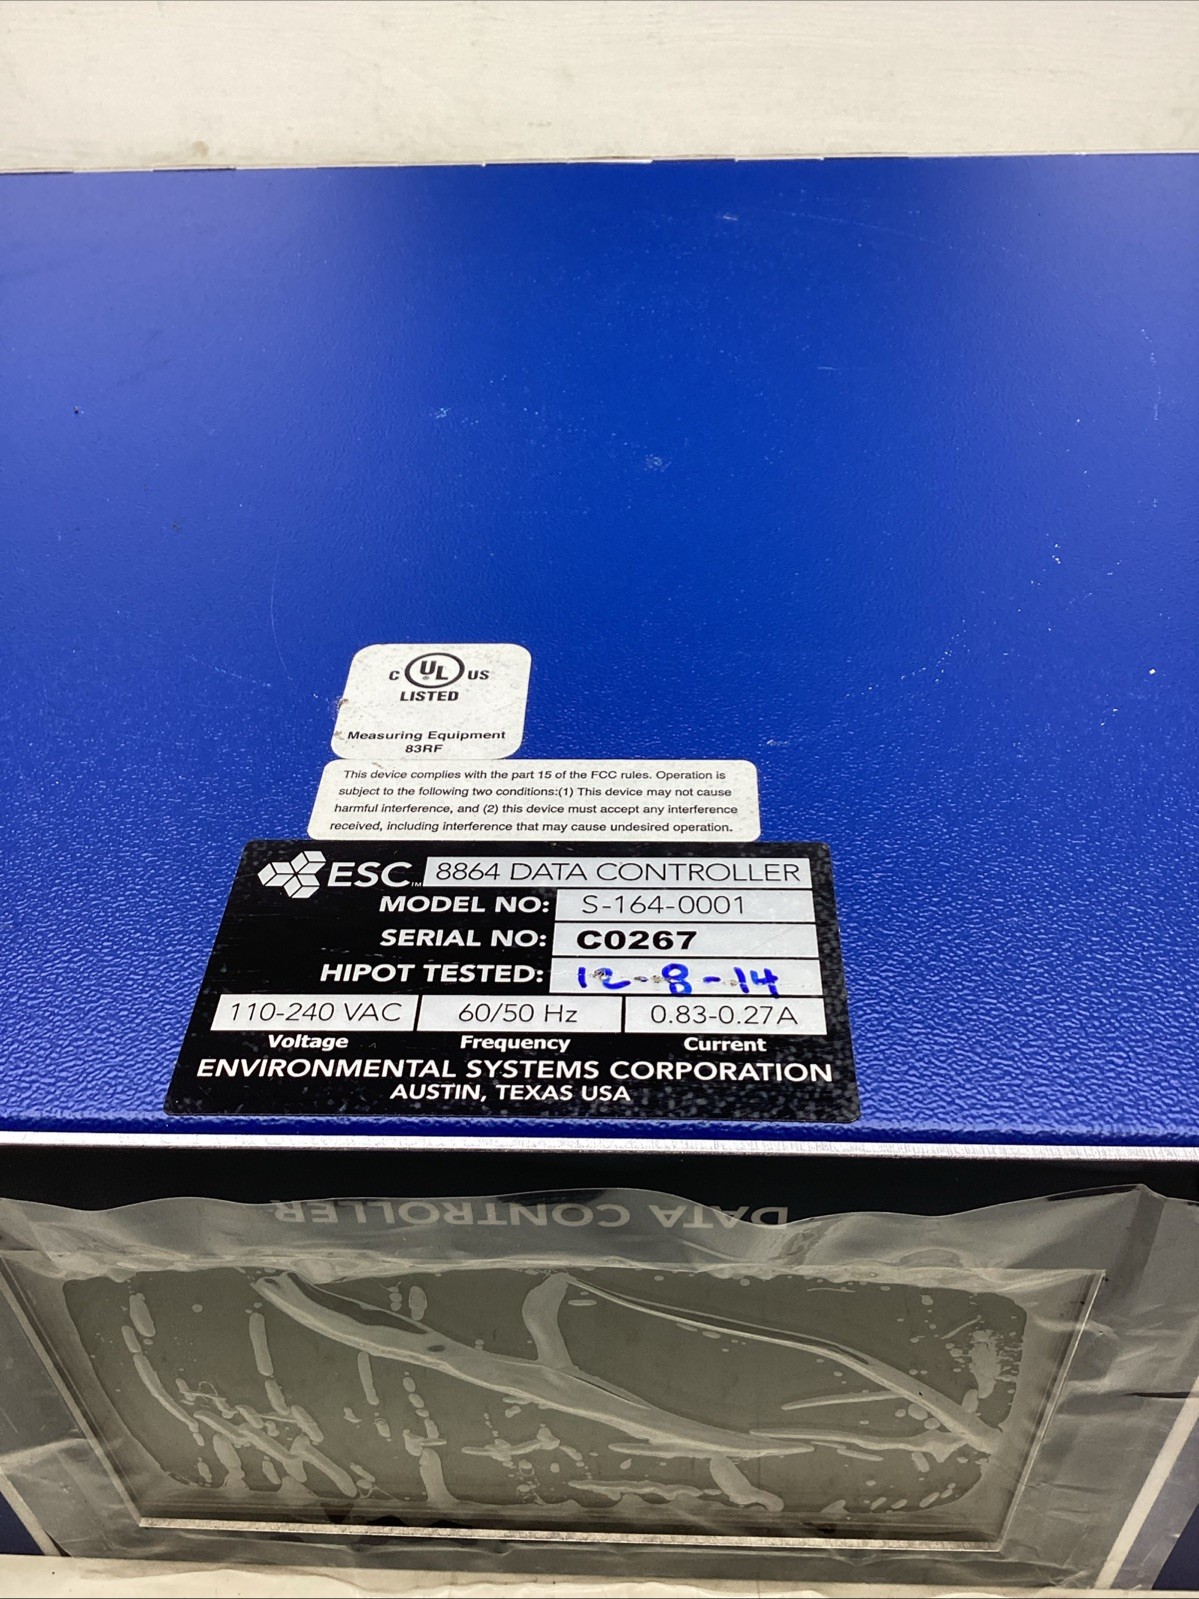 C UL US
LISTED
Measuring Equipment
83RF
This device complies with the part 15 of the FCC rules. Operation is
subject to the following two conditions:(1) This device may not cause
harmful interference, and (2) this device must accept any interference
received, including interference that may cause undesired operation.
ESC™ 8864 DATA CONTROLLER
MODEL NO: S-164-0001
SERIAL NO: C0267
HIPOT TESTED: 12-8-14
110-240 VAC 60/50 Hz 0.83-0.27A
Voltage Frequency Current
ENVIRONMENTAL SYSTEMS CORPORATION
AUSTIN, TEXAS USA
DATA CONTROLLER